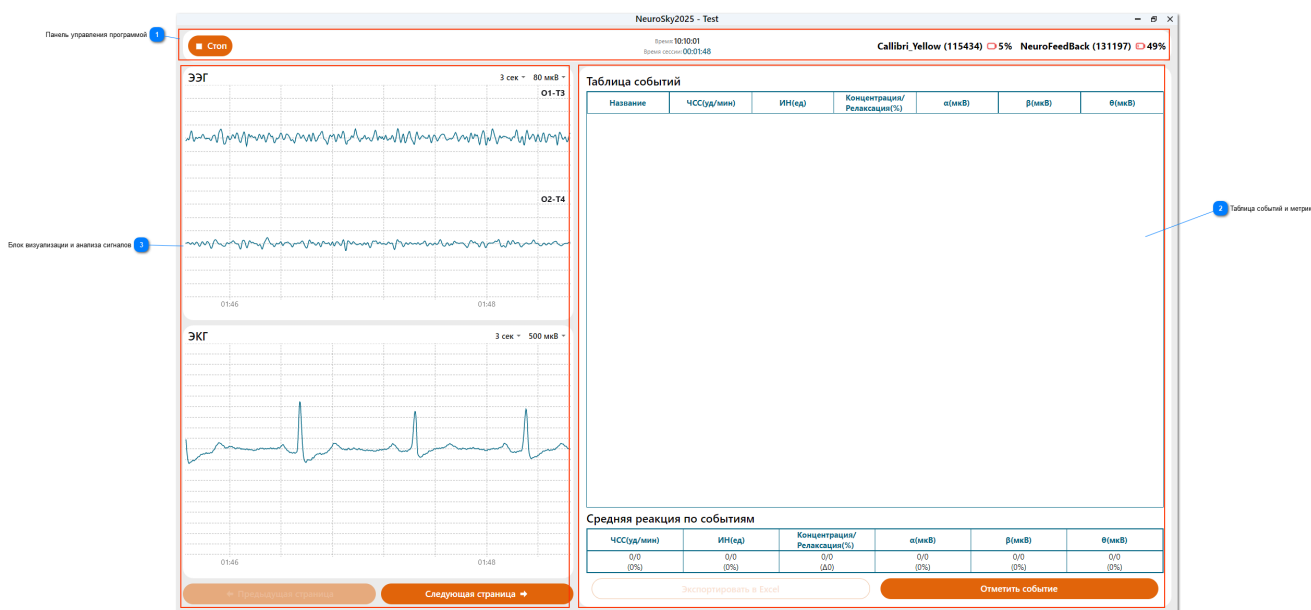 NeuroSky2025 - Test
Панель управления программой 1
Стоп
Время 10:10:01
Время сессии 00:01:48
Callibri_Yellow (115434) 5% NeuroFeedBack (131197) 49%
ЭЭГ 3 сек 80 мкВ
O1-T3
O2-T4
01:46 01:48
Блок визуализации и анализа сигналов 3
ЭКГ 3 сек 500 мкВ
01:46 01:48
← Предыдущая страница
Следующая страница →
Таблица событий
Название ЧСС(уд/мин) ИН(ед) Концентрация/ α(мкВ) β(мкВ) θ(мкВ)
Релаксация(%)
2 Таблица событий и метрик
Средняя реакция по событиям
ЧСС(уд/мин) ИН(ед) Концентрация/ α(мкВ) β(мкВ) θ(мкВ)
Релаксация(%)
0/0 0/0 0/0 0/0 0/0 0/0
(0%) (0%) (Δ0) (0%) (0%) (0%)
Экспортировать в Excel
Отметить событие